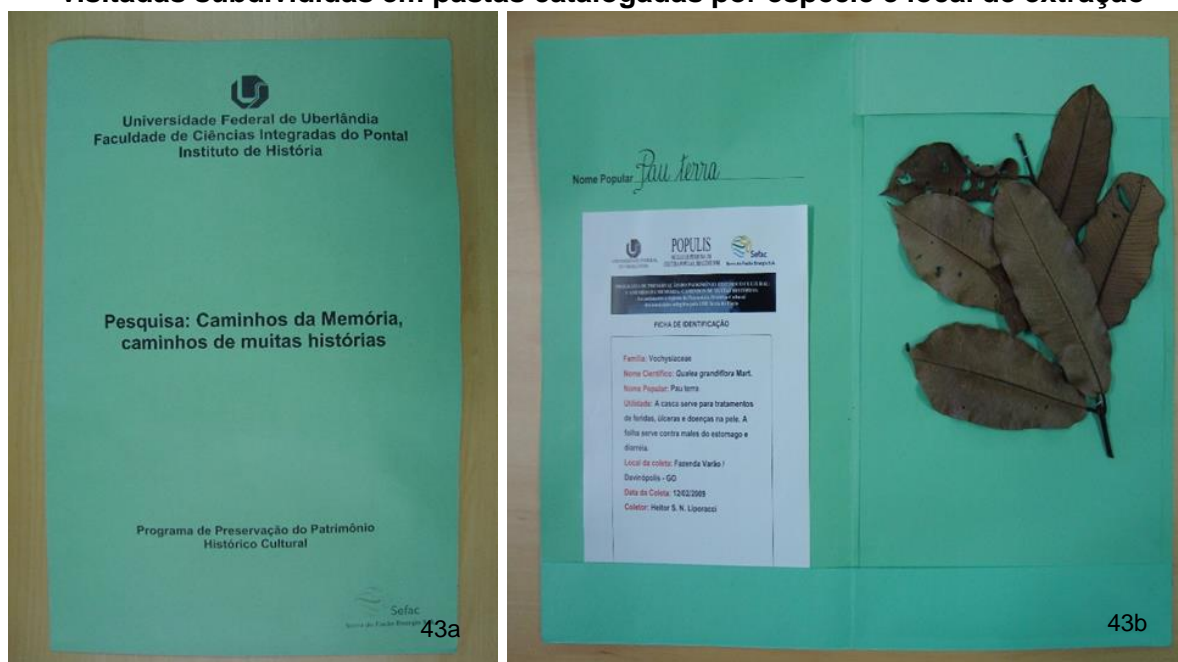 visitadas subdivididas em pastas catalogadas por espécie e local de extração
Universidade Federal de Uberlândia
Faculdade de Ciências Integradas do Pontal
Instituto de História
Pesquisa: Caminhos da Memória,
caminhos de muitas histórias
Programa de Preservação do Patrimônio
Histórico Cultural
Sefac
43a
Nome Popular Pau terra
POPULIS
Sefac
FICHA DE IDENTIFICAÇÃO
Família: Vochysiaceae
Nome Científico: Qualea grandiflora Mart.
Nome Popular: Pau terra
Utilidade: A casca serve para tratamentos
de feridas, úlceras e doenças na pele. A
folha serve contra males do estomago e
diarreia.
Local da coleta: Fazenda Varão /
Davinópolis - GO
Data da Coleta: 12/02/2009
Coletor: Heitor S. N. Liporacci
43b